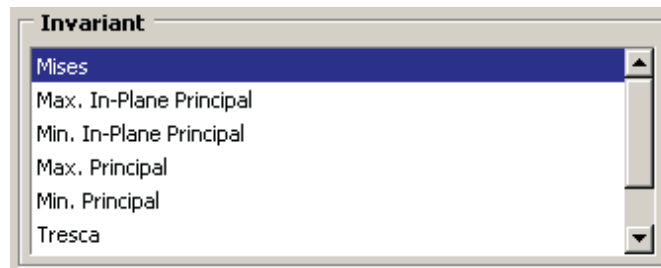 Invariant
Mises
Max. In-Plane Principal
Min. In-Plane Principal
Max. Principal
Min. Principal
Tresca